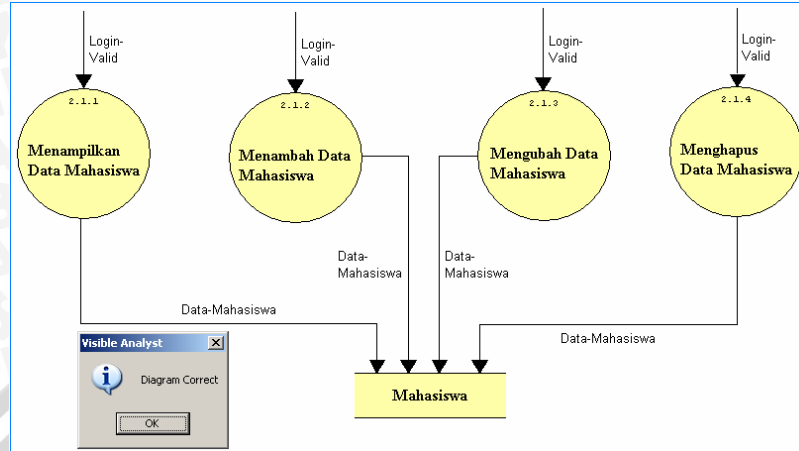 Login-
Valid
Login-
Valid
Login-
Valid
Login-
Valid
2.1.1
Menampilkan
Data Mahasiswa
2.1.2
Menambah Data
Mahasiswa
2.1.3
Mengubah Data
Mahasiswa
2.1.4
Menghapus
Data Mahasiswa
Data-
Mahasiswa
Data-
Mahasiswa
Data-Mahasiswa
Data-Mahasiswa
Visible Analyst
Diagram Correct
OK
Mahasiswa